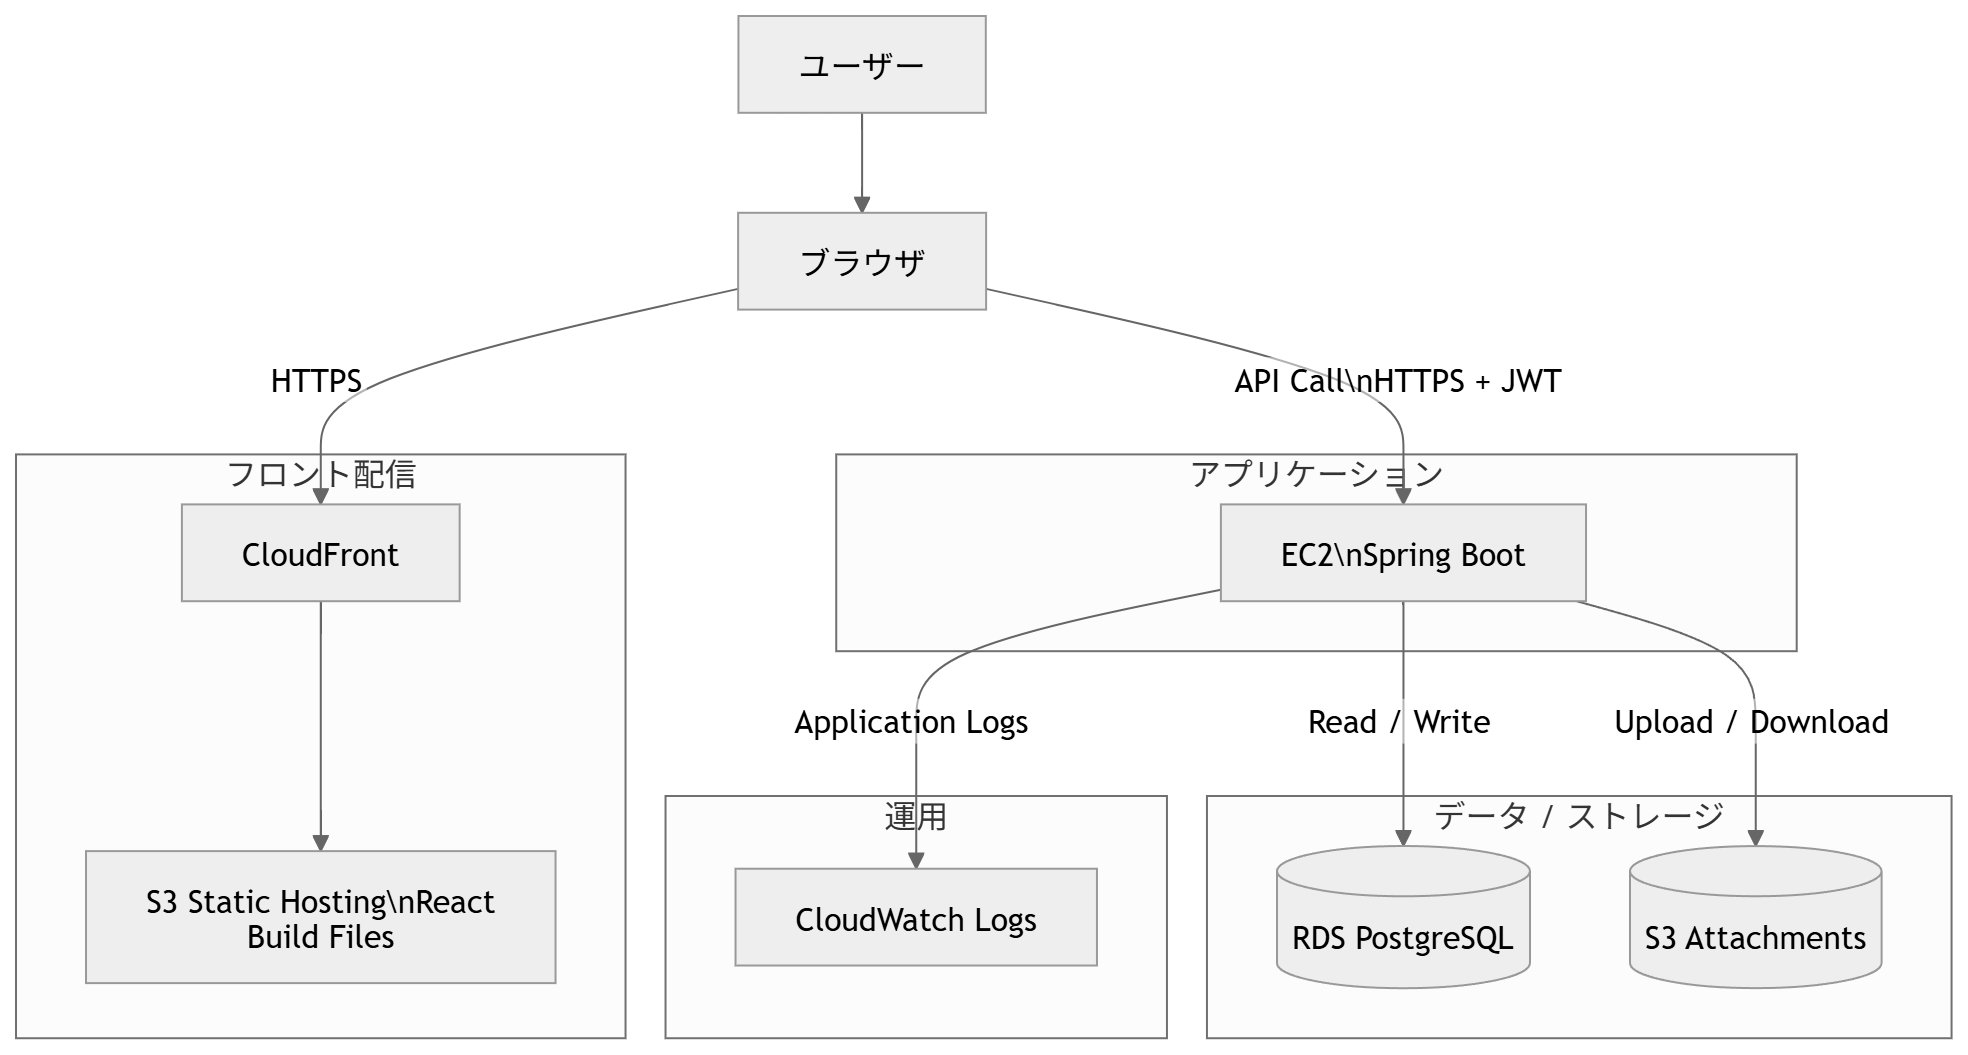 ユーザー
ブラウザ
HTTPS
API Call\nHTTPS + JWT
フロント配信
アプリケーション
CloudFront
EC2\nSpring Boot
Application Logs
Read / Write
Upload / Download
運用
データ / ストレージ
S3 Static Hosting\nReact
Build Files
CloudWatch Logs
RDS PostgreSQL
S3 Attachments